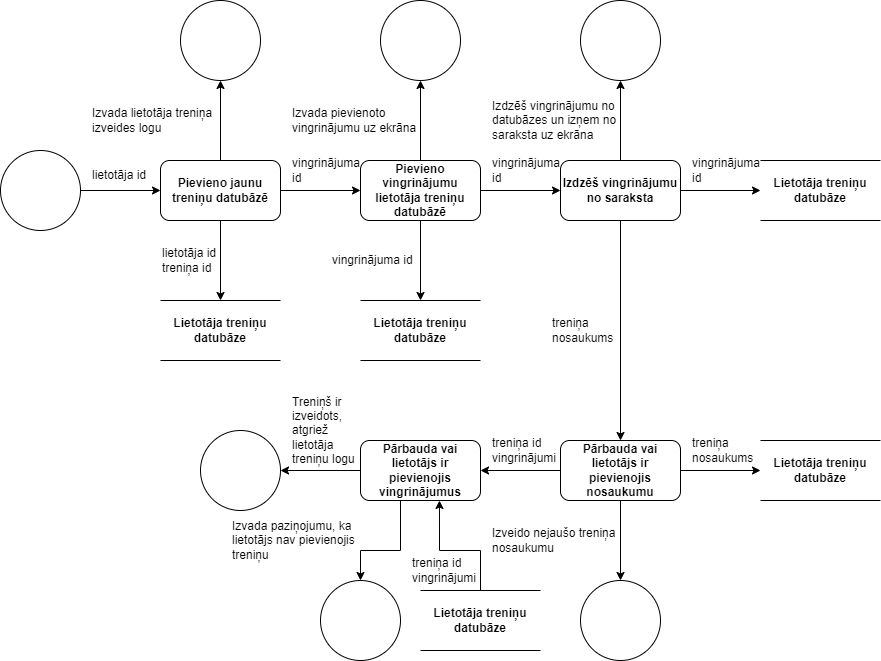 Izvada lietotāja treniņa
izveides logu
Izvada pievienoto
vingrinājumu uz ekrāna
Izdzēš vingrinājumu no
datubāzes un izņem no
saraksta uz ekrāna
lietotāja id
Pievieno jaunu
treniņu datubāzē
vingrinājuma
id
Pievieno
vingrinājumu
lietotāja treniņu
datubāzē
vingrinājuma
id
Izdzēš vingrinājumu
no saraksta
vingrinājuma
id
Lietotāja treniņu
datubāze
lietotāja id
treniņa id
vingrinājuma id
Lietotāja treniņu
datubāze
Lietotāja treniņu
datubāze
treniņa
nosaukums
Treniņš ir
izveidots,
atgriež
lietotāja
treniņu logu
Pārbauda vai
lietotājs ir
pievienojis
vingrinājumus
treniņa id
vingrinājumi
Pārbauda vai
lietotājs ir
pievienojis
nosaukumu
treniņa
nosaukums
Lietotāja treniņu
datubāze
Izvada paziņojumu, ka
lietotājs nav pievienojis
treniņu
treniņa id
vingrinājumi
Izveido nejaušo treniņa
nosaukumu
Lietotāja treniņu
datubāze